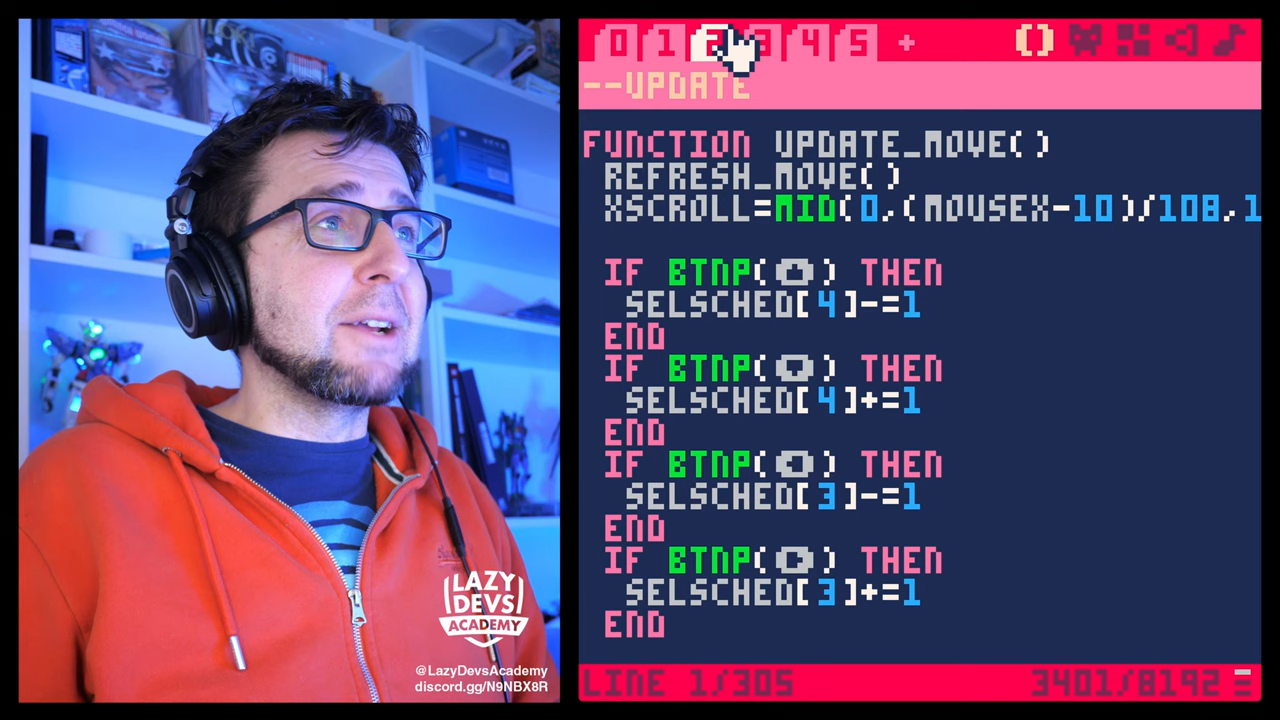 LOKI
LAZY
DEVS
ACADEMY
@LazyDevsAcademy
discord.gg/N9NBX8R
0 1 2 3 4 5 + ()
--UPDATE
FUNCTION UPDATE_MOVE()
REFRESH_MOVE()
XSCROLL=MID(0,(MOUSEX-10)/108,1
IF BTNP(⬆️) THEN
SELSCHED[4]-=1
END
IF BTNP(⬇️) THEN
SELSCHED[4]+=1
END
IF BTNP(⬅️) THEN
SELSCHED[3]-=1
END
IF BTNP(➡️) THEN
SELSCHED[3]+=1
END
LINE 1/305
3401/8192